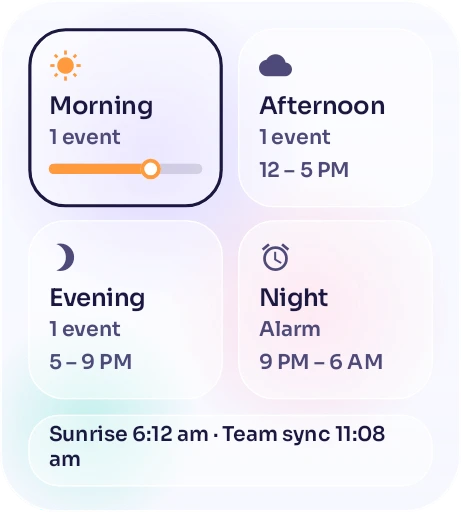 Morning
1 event
Afternoon
1 event
12 – 5 PM
Evening
1 event
5 – 9 PM
Night
Alarm
9 PM – 6 AM
Sunrise 6:12 am · Team sync 11:08
am